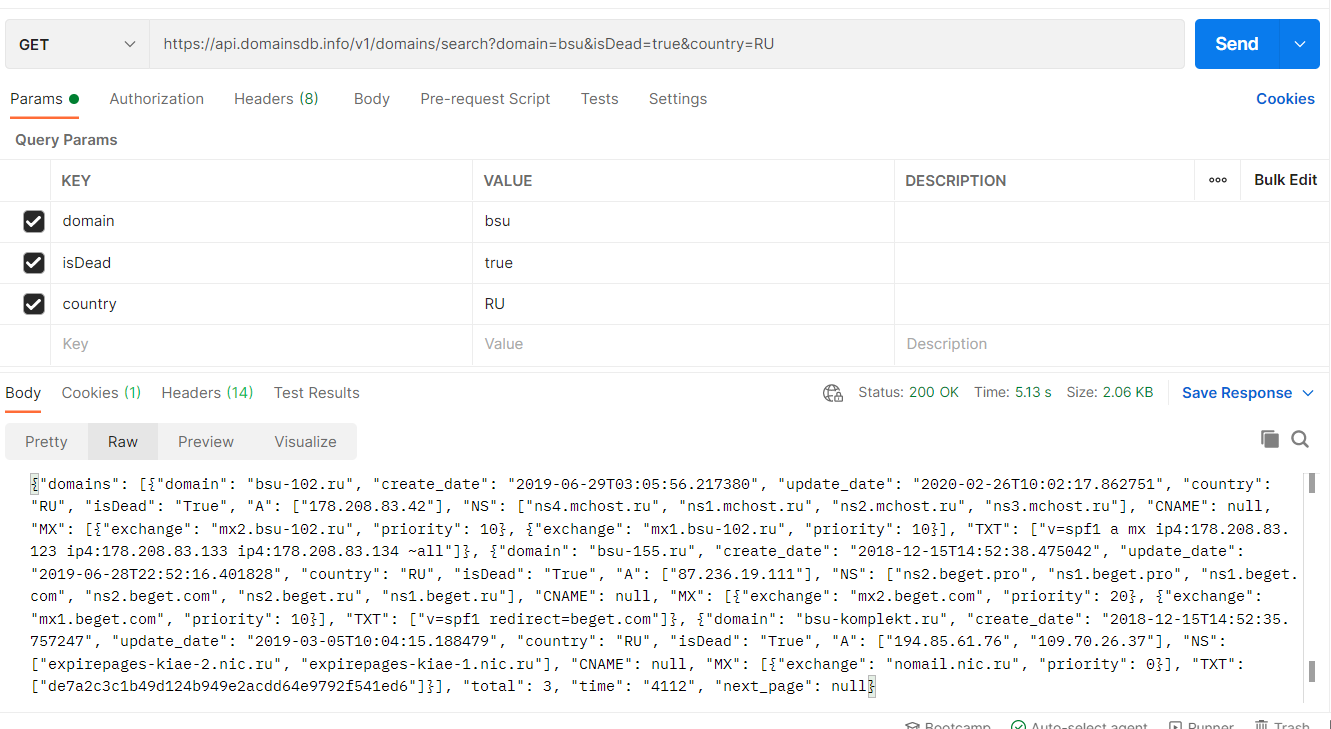 GET
https://api.domainsdb.info/v1/domains/search?domain=bsu&isDead=true&country=RU
Send
Params Authorization Headers (8) Body Pre-request Script Tests Settings Cookies
Query Params
KEY VALUE DESCRIPTION ooo Bulk Edit
domain bsu
isDead true
country RU
Key Value Description
Body Cookies (1) Headers (14) Test Results Status: 200 OK Time: 5.13 s Size: 2.06 KB Save Response
Pretty Raw Preview Visualize
{"domains": [{"domain": "bsu-102.ru", "create_date": "2019-06-29T03:05:56.217380", "update_date": "2020-02-26T10:02:17.862751", "country":
"RU", "isDead": "True", "A": ["178.208.83.42"], "NS": ["ns4.mchost.ru", "ns1.mchost.ru", "ns2.mchost.ru", "ns3.mchost.ru"], "CNAME": null,
"MX": [{"exchange": "mx2.bsu-102.ru", "priority": 10}, {"exchange": "mx1.bsu-102.ru", "priority": 10}], "TXT": ["v=spf1 a mx ip4:178.208.83.
123 ip4:178.208.83.133 ip4:178.208.83.134 ~all"]}, {"domain": "bsu-155.ru", "create_date": "2018-12-15T14:52:38.475042", "update_date":
"2019-06-28T22:52:16.401828", "country": "RU", "isDead": "True", "A": ["87.236.19.111"], "NS": ["ns2.beget.pro", "ns1.beget.pro", "ns1.beget.
com", "ns2.beget.com", "ns2.beget.ru", "ns1.beget.ru"], "CNAME": null, "MX": [{"exchange": "mx2.beget.com", "priority": 20}, {"exchange":
"mx1.beget.com", "priority": 10}], "TXT": ["v=spf1 redirect=beget.com"]}, {"domain": "bsu-komplekt.ru", "create_date": "2018-12-15T14:52:35.
757247", "update_date": "2019-03-05T10:04:15.188479", "country": "RU", "isDead": "True", "A": ["194.85.61.76", "109.70.26.37"], "NS":
["expirepages-kiae-2.nic.ru", "expirepages-kiae-1.nic.ru"], "CNAME": null, "MX": [{"exchange": "nomail.nic.ru", "priority": 0}], "TXT":
["de7a2c3c1b49d124b949e2acdd64e9792f541ed6"]}], "total": 3, "time": "4112", "next_page": null}
Bootcamp Auto-select agent Runner Trash